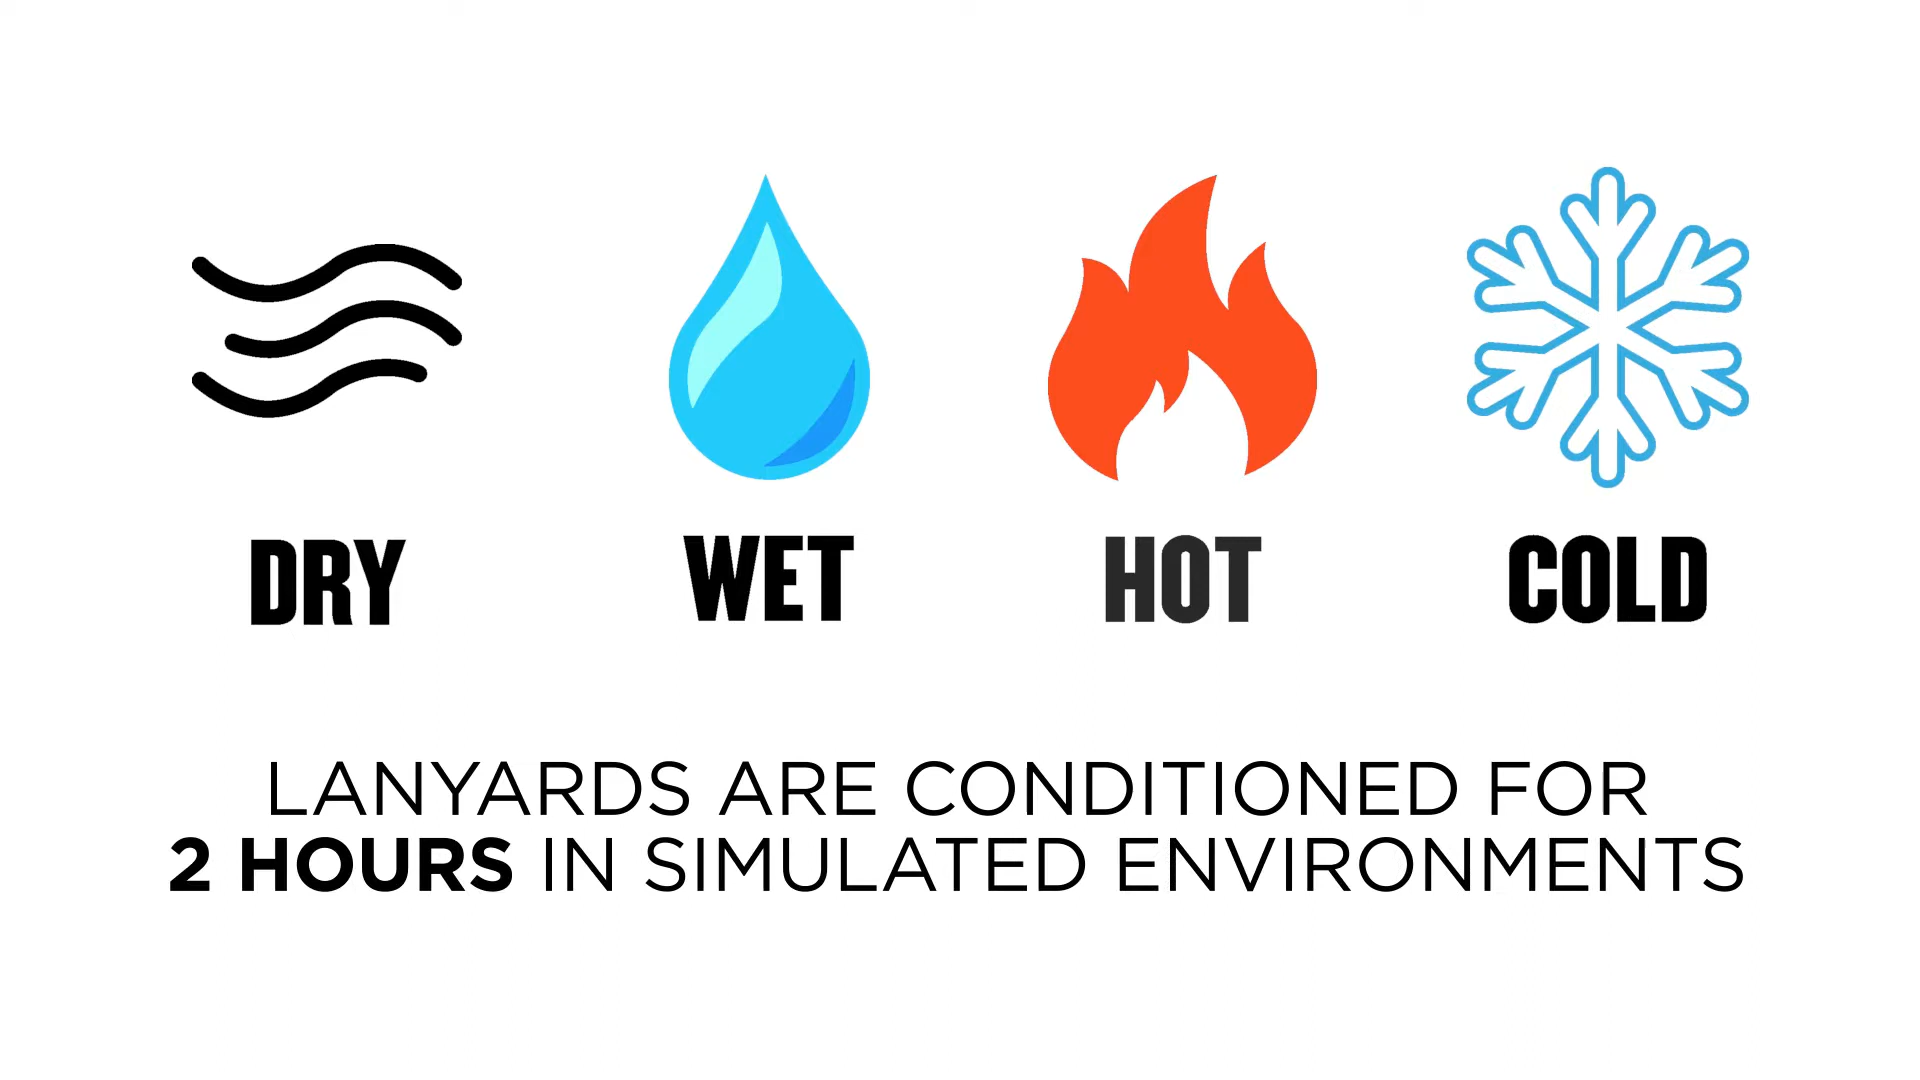 DRY WET HOT COLD
LANYARDS ARE CONDITIONED FOR
2 HOURS IN SIMULATED ENVIRONMENTS